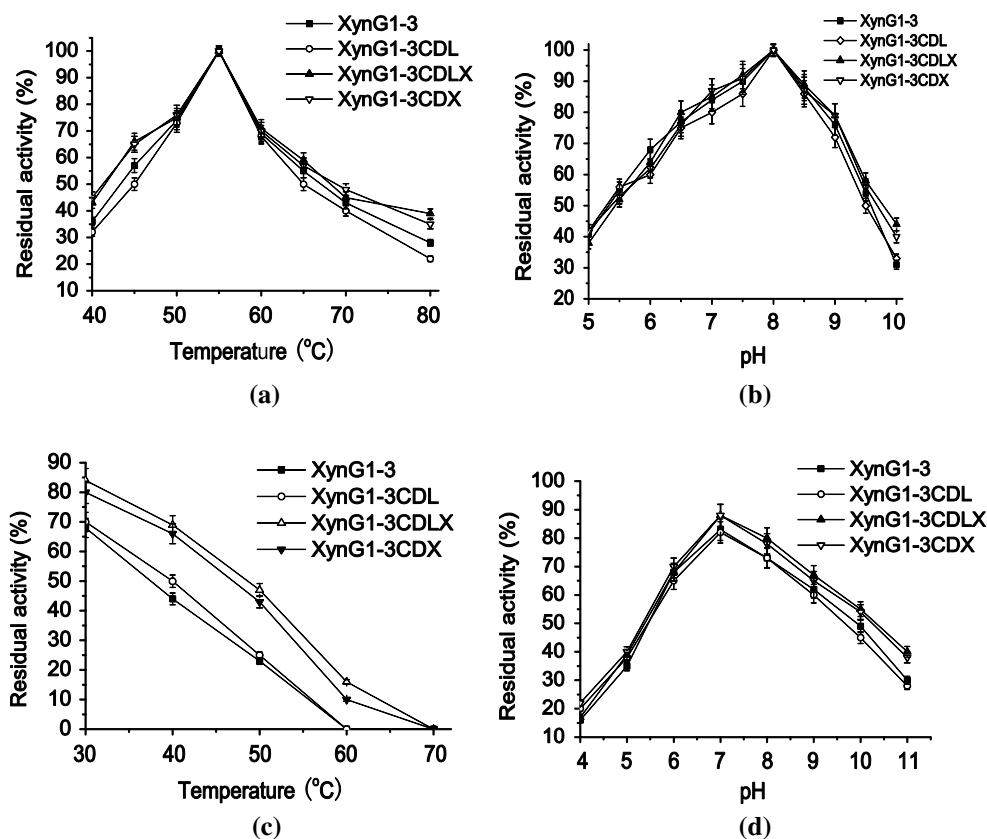 XynG1-3
XynG1-3CDL
XynG1-3CDLX
XynG1-3CDX
100
90
80
70
60
50
40
30
20
10
Residual activity (%)
40 50 60 70 80
Temperature (°C)
(a)
XynG1-3
XynG1-3CDL
XynG1-3CDLX
XynG1-3CDX
100
90
80
70
60
50
40
30
20
Residual activity (%)
5 6 7 8 9 10
pH
(b)
XynG1-3
XynG1-3CDL
XynG1-3CDLX
XynG1-3CDX
90
80
70
60
50
40
30
20
10
0
Residual activity (%)
30 40 50 60 70
Temperature (°C)
(c)
XynG1-3
XynG1-3CDL
XynG1-3CDLX
XynG1-3CDX
100
90
80
70
60
50
40
30
20
10
Residual activity (%)
4 5 6 7 8 9 10 11
pH
(d)